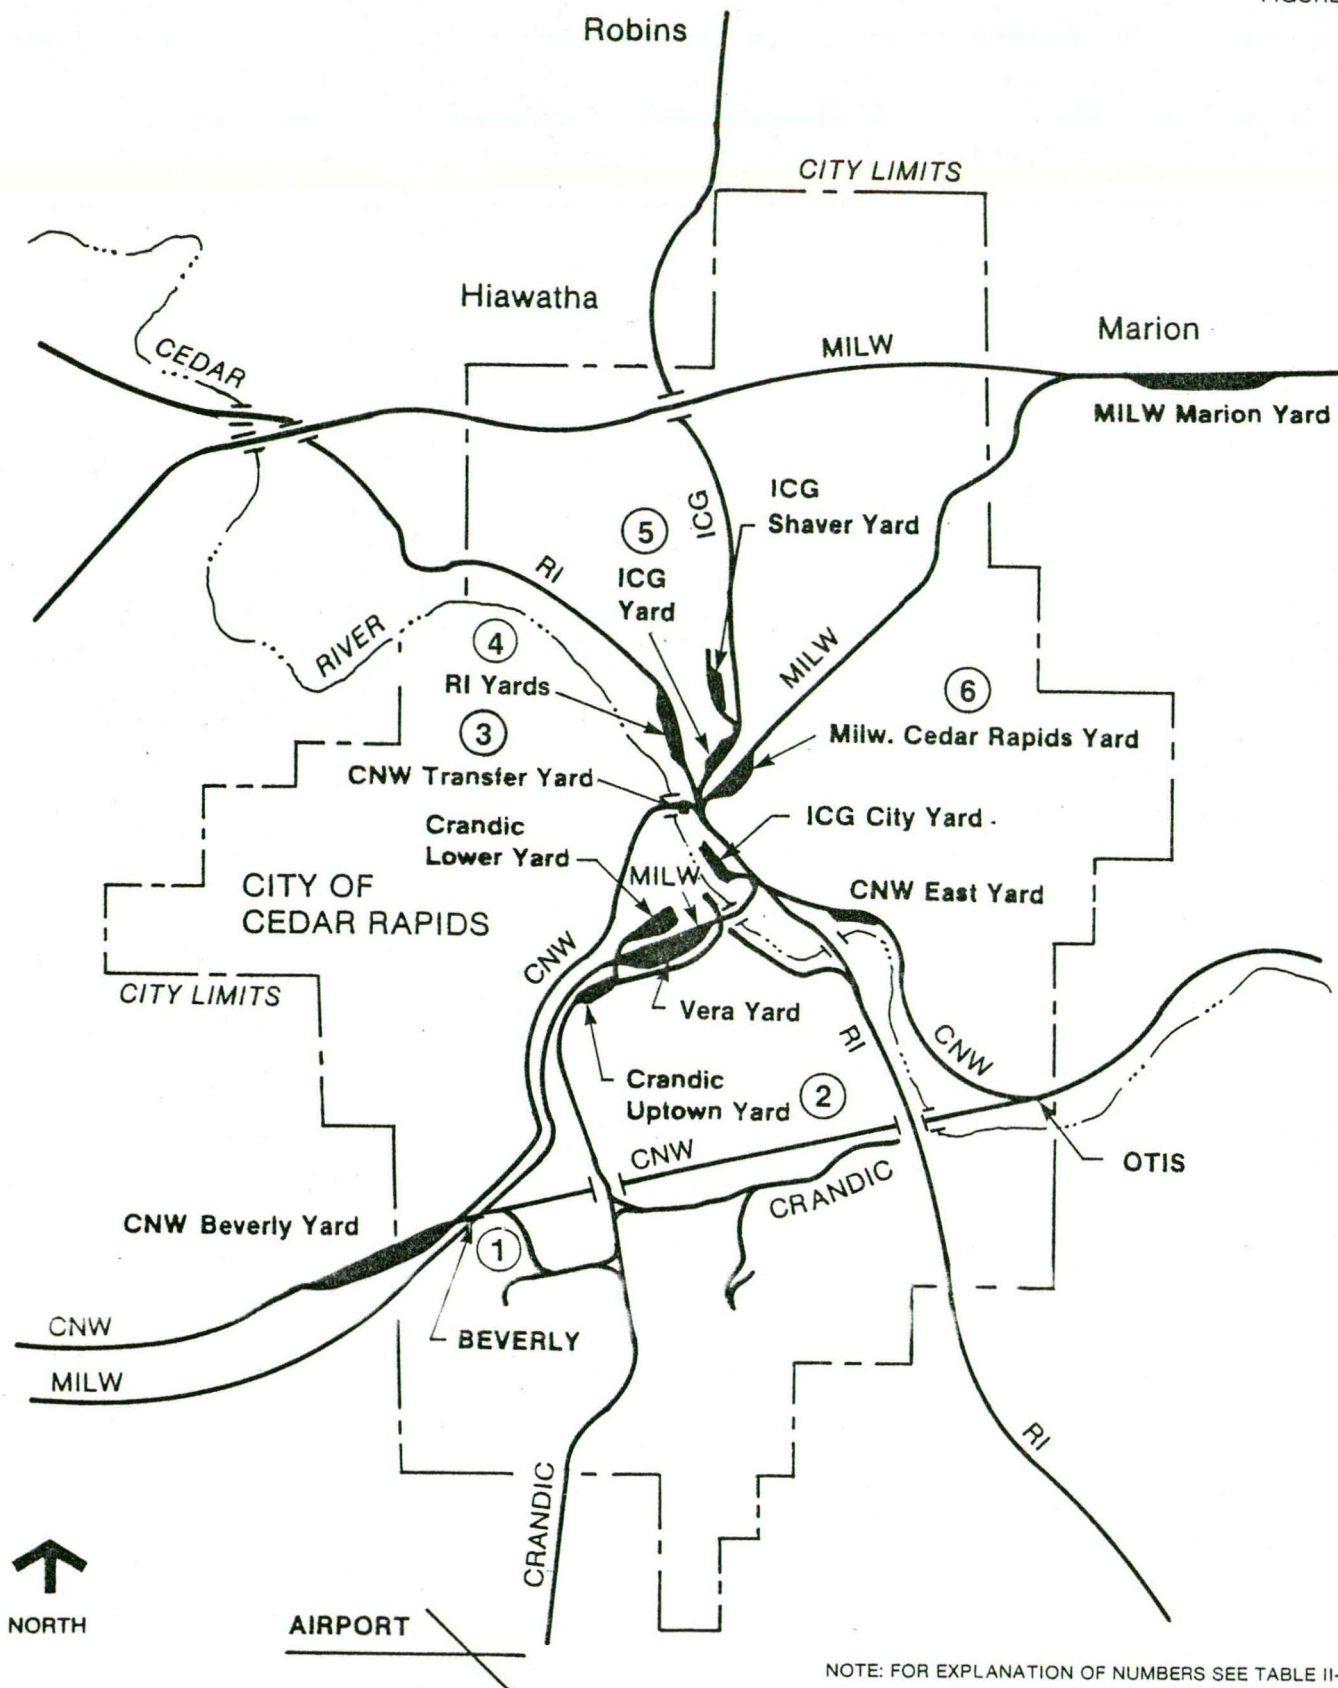 Robins
CITY LIMITS
Hiawatha
Marion
MILW
CEDAR
MILW Marion Yard
ICG
Shaver Yard
ICG
5
RI
ICG
Yard
RIVER
4
MILW
RI Yards
6
3
Milw. Cedar Rapids Yard
CNW Transfer Yard
ICG City Yard
Crandic
Lower Yard
MILW
CITY OF
CEDAR RAPIDS
CNW East Yard
CNW
CITY LIMITS
Vera Yard
RI
CNW
Crandic
Uptown Yard
2
CNW
OTIS
CRANDIC
CNW Beverly Yard
1
CNW
BEVERLY
MILW
RI
CRANDIC
NORTH
AIRPORT
NOTE: FOR EXPLANATION OF NUMBERS SEE TABLE II-